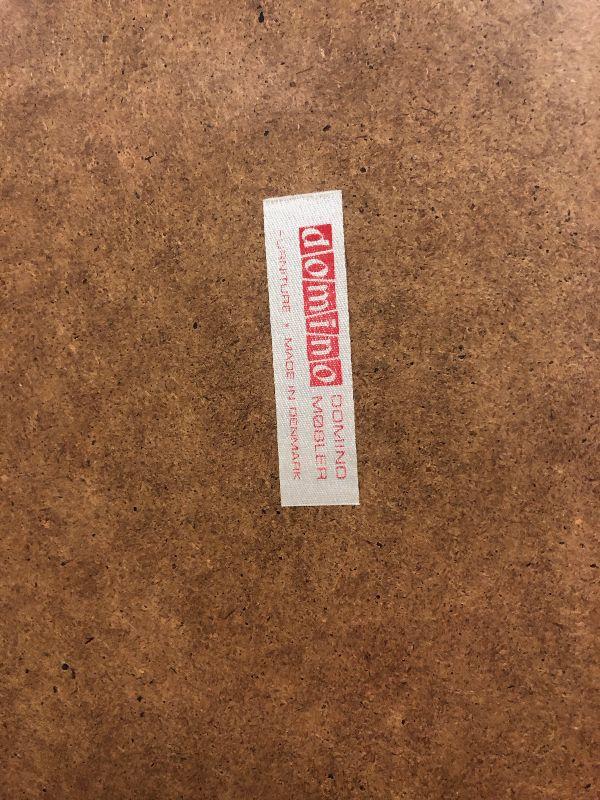 domino
DOMINO
MØBLER
FURNITURE • MADE IN DENMARK